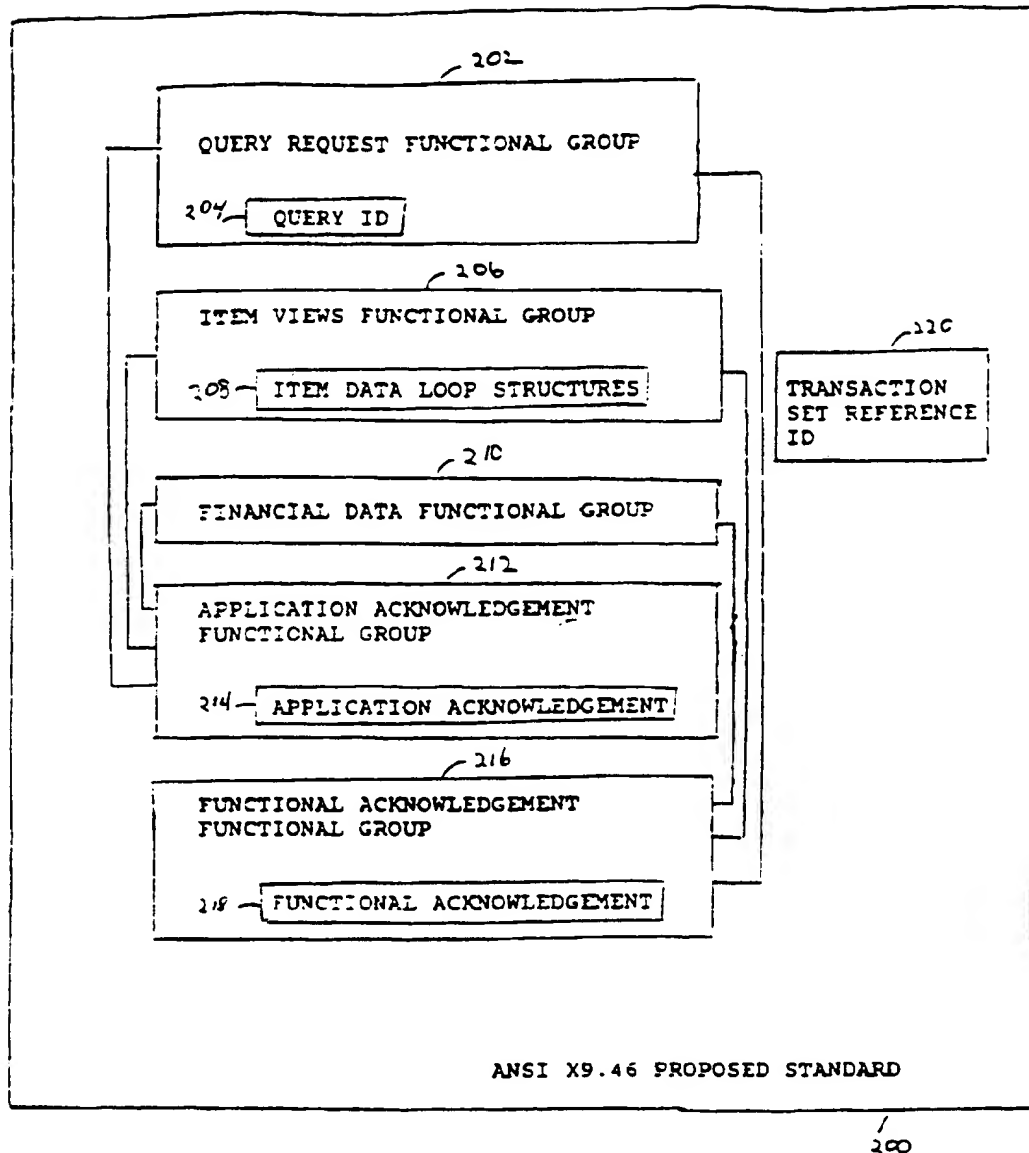 202
QUERY REQUEST FUNCTIONAL GROUP
204 QUERY ID
206
ITEM VIEWS FUNCTIONAL GROUP
208 ITEM DATA LOOP STRUCTURES
220
TRANSACTION
SET REFERENCE
ID
210
FINANCIAL DATA FUNCTIONAL GROUP
212
APPLICATION ACKNOWLEDGEMENT
FUNCTIONAL GROUP
214 APPLICATION ACKNOWLEDGEMENT
216
FUNCTIONAL ACKNOWLEDGEMENT
FUNCTIONAL GROUP
218 FUNCTIONAL ACKNOWLEDGEMENT
ANSI X9.46 PROPOSED STANDARD
200